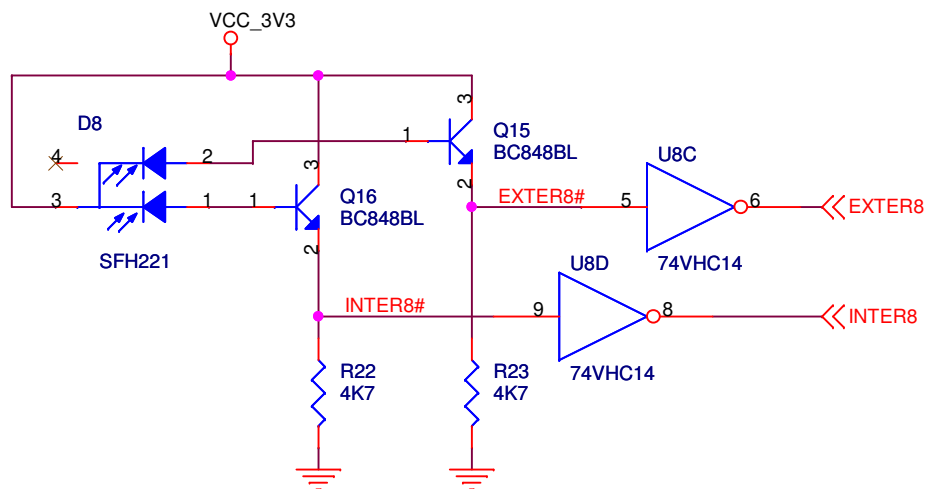 VCC_3V3
D8
3
1
Q15
BC848BL
4
2
3
2
U8C
3
1
1
Q16
BC848BL
EXTER8#
5
6
EXTER8
2
SFH221
U8D
74VHC14
INTER8#
9
8
INTER8
R22
4K7
R23
4K7
74VHC14